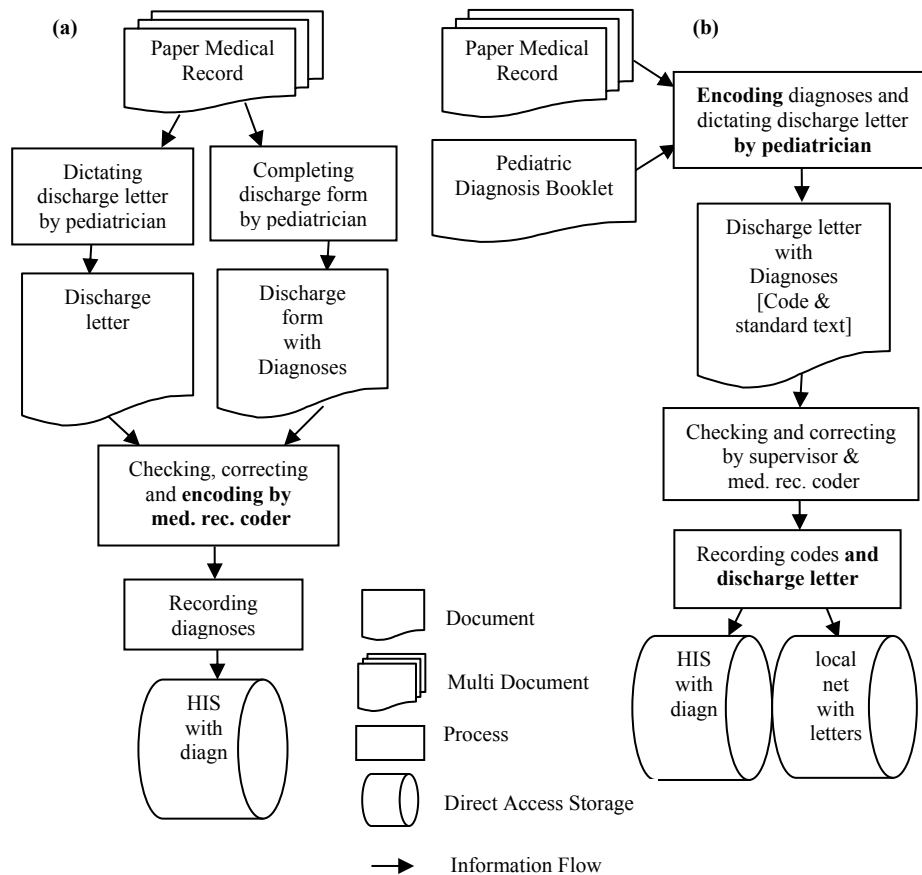 (a)
Paper Medical
Record
Dictating
discharge letter
by pediatrician
Completing
discharge form
by pediatrician
Discharge
letter
Discharge
form
with
Diagnoses
Checking, correcting
and encoding by
med. rec. coder
Recording
diagnoses
HIS
with
diagn
Document
Multi Document
Process
Direct Access Storage
Information Flow
(b)
Paper Medical
Record
Pediatric
Diagnosis Booklet
Encoding diagnoses and
dictating discharge letter
by pediatrician
Discharge letter
with
Diagnoses
[Code &
standard text]
Checking and correcting
by supervisor &
med. rec. coder
Recording codes and
discharge letter
HIS
with
diagn
local
net
with
letters